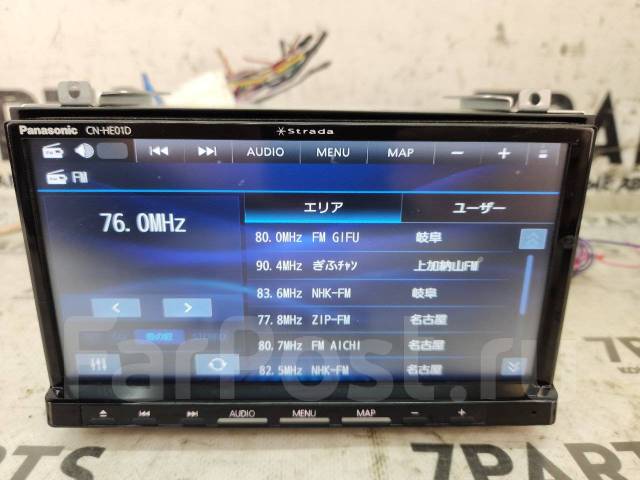 Panasonic CN-HE01D
Strada
AUDIO MENU MAP - +
FM
エリア ユーザー
76.0MHz
80.0MHz FM GIFU 岐阜
90.4MHz ぎふチャン 上加納山FM
83.6MHz NHK-FM 岐阜
77.8MHz ZIP-FM 名古屋
80.7MHz FM AICHI 名古屋
82.5MHz NHK-FM 名古屋
AUDIO MENU MAP - +
FarPost.ru
7PARTS
7PARTS